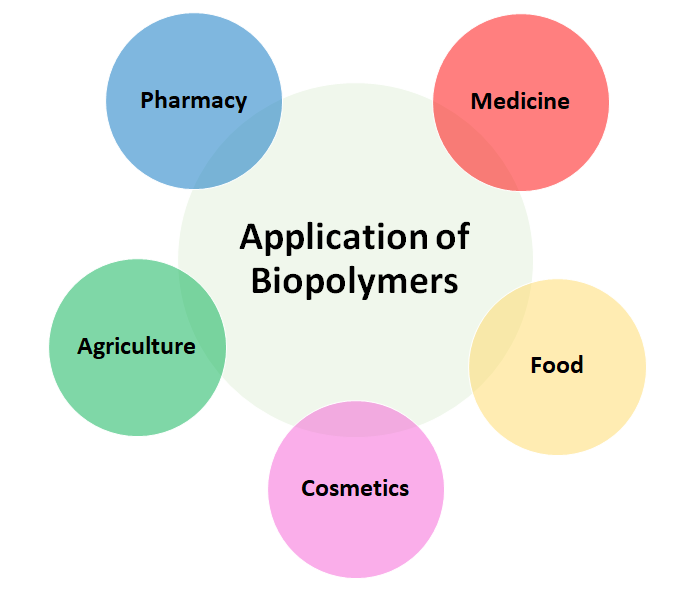 Pharmacy
Medicine
Application of
Biopolymers
Agriculture
Food
Cosmetics